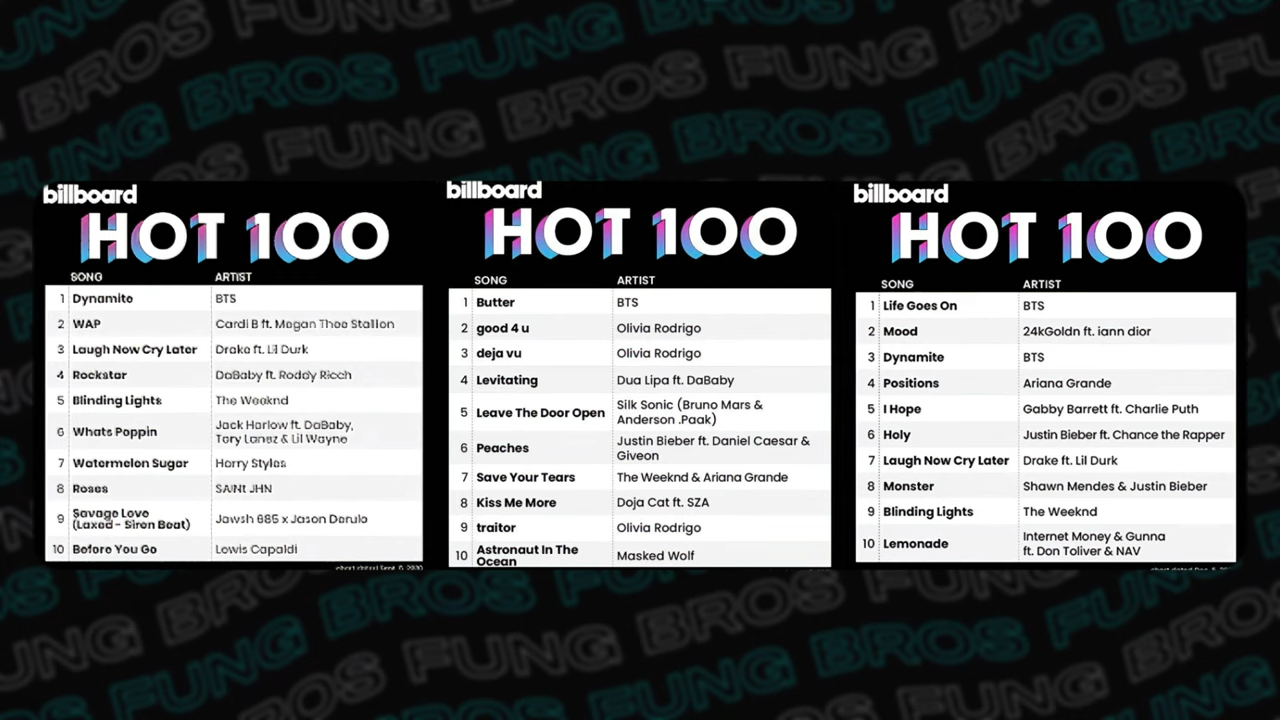 billboard
HOT 100
SONG ARTIST
1 Dynamite BTS
2 WAP Cardi B ft. Megan Thee Stallion
3 Laugh Now Cry Later Drake ft. Lil Durk
4 Rockstar DaBaby ft. Roddy Ricch
5 Blinding Lights The Weeknd
6 Whats Poppin Jack Harlow ft. DaBaby,
Tory Lanez & Lil Wayne
7 Watermelon Sugar Harry Styles
8 Roses SAINt JHN
9 Savage Love
(Laxed - Siren Beat) Jawsh 685 x Jason Derulo
10 Before You Go Lewis Capaldi
billboard
HOT 100
SONG ARTIST
1 Butter BTS
2 good 4 u Olivia Rodrigo
3 deja vu Olivia Rodrigo
4 Levitating Dua Lipa ft. DaBaby
5 Leave The Door Open Silk Sonic (Bruno Mars &
Anderson .Paak)
6 Peaches Justin Bieber ft. Daniel Caesar &
Giveon
7 Save Your Tears The Weeknd & Ariana Grande
8 Kiss Me More Doja Cat ft. SZA
9 traitor Olivia Rodrigo
10 Astronaut In The
Ocean Masked Wolf
billboard
HOT 100
SONG ARTIST
1 Life Goes On BTS
2 Mood 24kGoldn ft. iann dior
3 Dynamite BTS
4 Positions Ariana Grande
5 I Hope Gabby Barrett ft. Charlie Puth
6 Holy Justin Bieber ft. Chance the Rapper
7 Laugh Now Cry Later Drake ft. Lil Durk
8 Monster Shawn Mendes & Justin Bieber
9 Blinding Lights The Weeknd
10 Lemonade Internet Money & Gunna
ft. Don Toliver & NAV
FUNG BROS